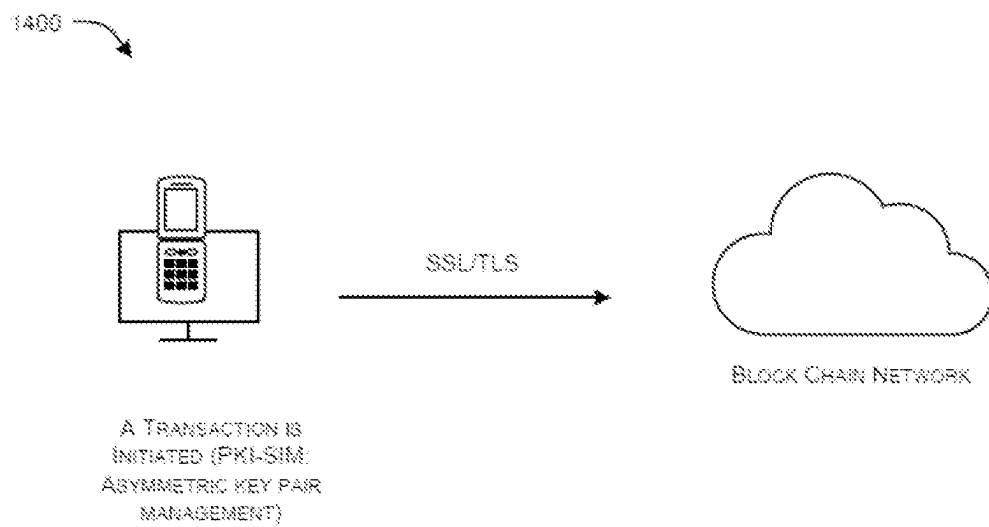 1400
SSL/TLS
BLOCK CHAIN NETWORK
A TRANSACTION IS
INITIATED (PKI-SIM:
ASYMMETRIC KEY PAIR
MANAGEMENT)